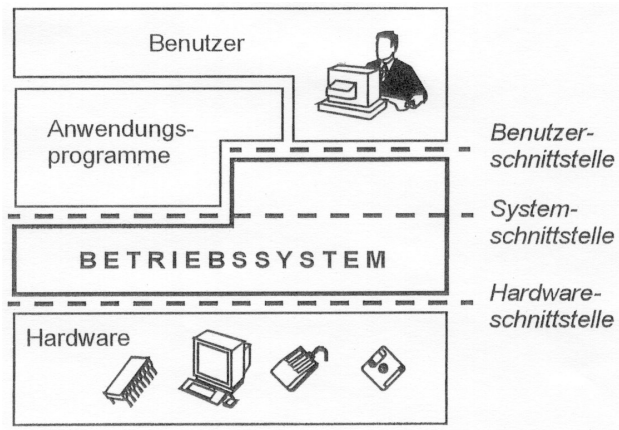 Benutzer
Anwendungs-
programme
Benutzer-
schnittstelle
System-
schnittstelle
BETRIEBSSYSTEM
Hardware-
schnittstelle
Hardware